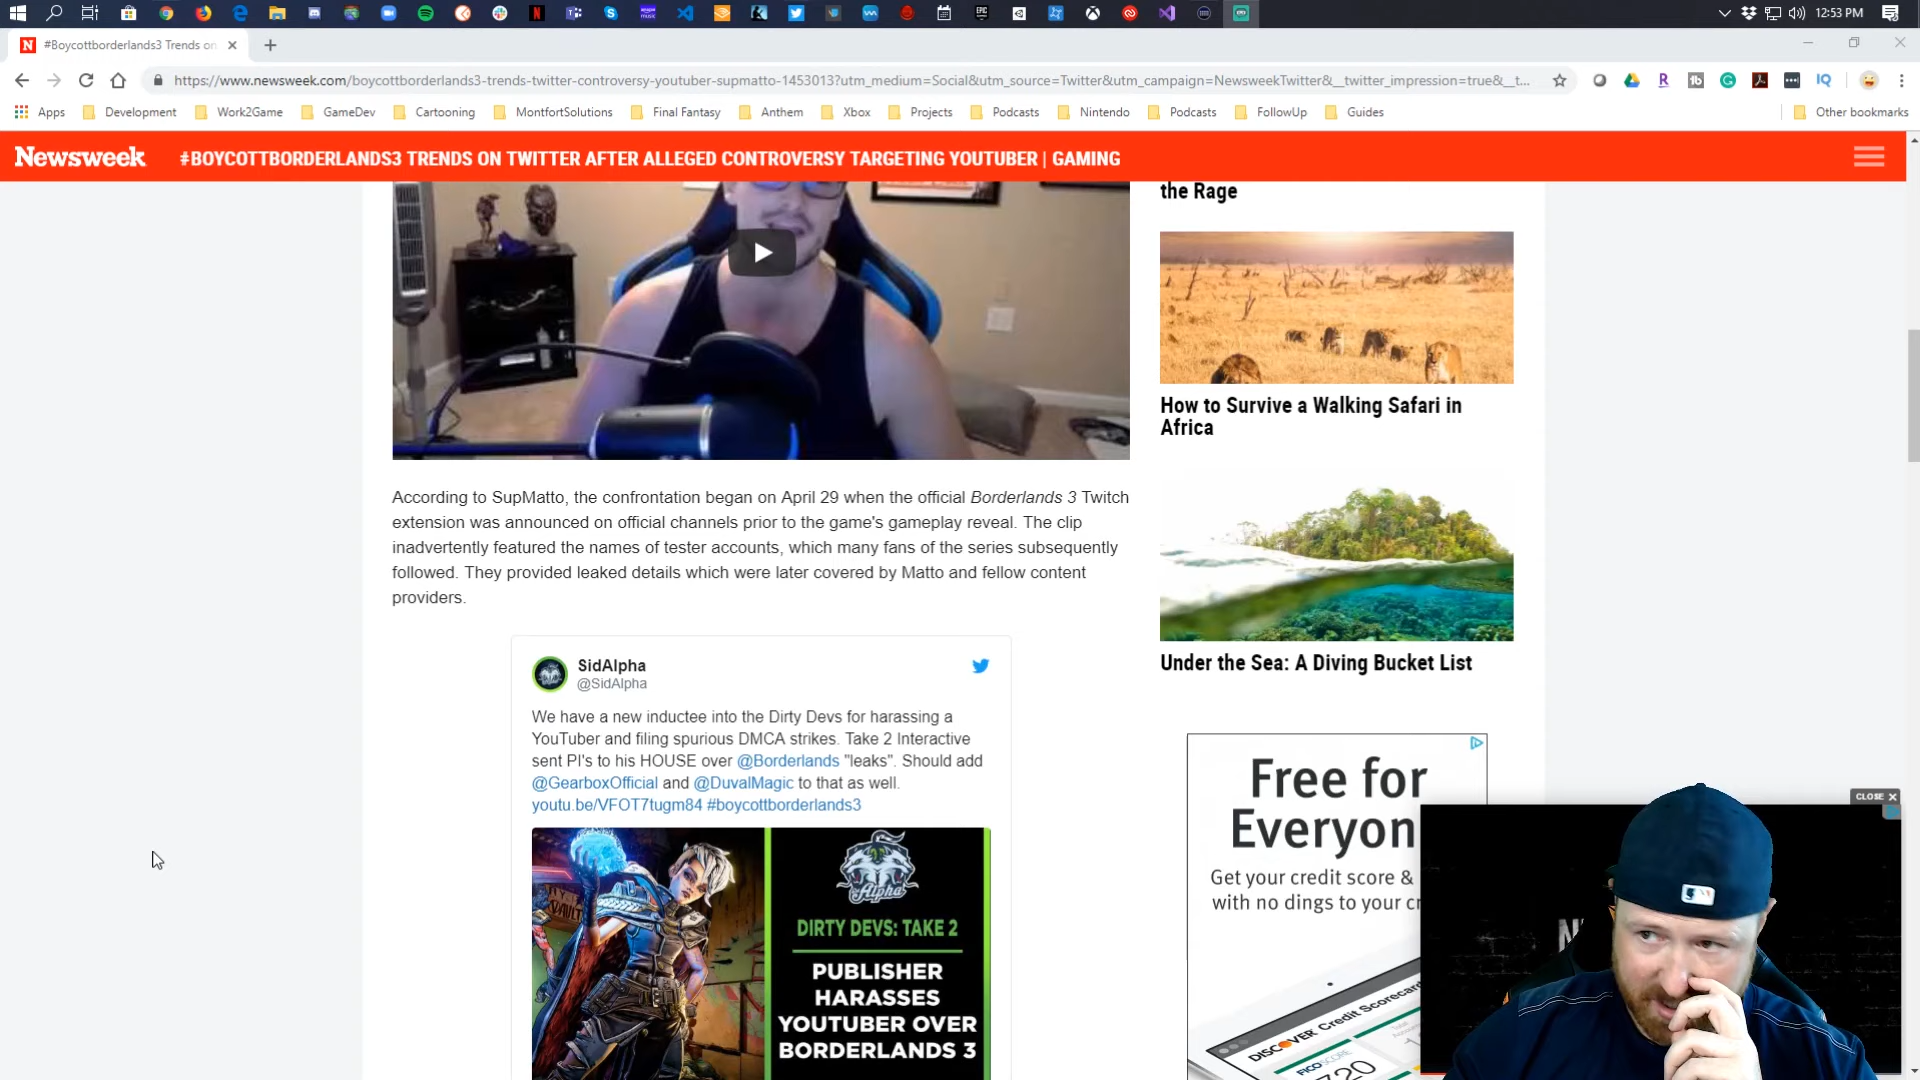 12:53 PM
#Boycottborderlands3 Trends on
https://www.newsweek.com/boycottborderlands3-trends-twitter-controversy-youtuber-supmatto-1453013?utm_medium=Social&utm_source=Twitter&utm_campaign=NewsweekTwitter&__twitter_impression=true&__t...
Apps Development Work2Game GameDev Cartooning MontfortSolutions Final Fantasy Anthem Xbox Projects Podcasts Nintendo Podcasts FollowUp Guides Other bookmarks
Newsweek #BOYCOTTBORDERLANDS3 TRENDS ON TWITTER AFTER ALLEGED CONTROVERSY TARGETING YOUTUBER | GAMING
the Rage
How to Survive a Walking Safari in
Africa
According to SupMatto, the confrontation began on April 29 when the official Borderlands 3 Twitch
extension was announced on official channels prior to the game's gameplay reveal. The clip
inadvertently featured the names of tester accounts, which many fans of the series subsequently
followed. They provided leaked details which were later covered by Matto and fellow content
providers.
Under the Sea: A Diving Bucket List
SidAlpha
@SidAlpha
We have a new inductee into the Dirty Devs for harassing a
YouTuber and filing spurious DMCA strikes. Take 2 Interactive
sent PI's to his HOUSE over @Borderlands "leaks". Should add
@GearboxOfficial and @DuvalMagic to that as well.
youtu.be/VFOT7tugm84 #boycottborderlands3
Alpha
DIRTY DEVS: TAKE 2
PUBLISHER
HARASSES
YOUTUBER OVER
BORDERLANDS 3
Free for
Everyon
Get your credit score &
with no dings to your cr
DISCOVER Credit Scorecard
FICO SCORE
720
CLOSE X